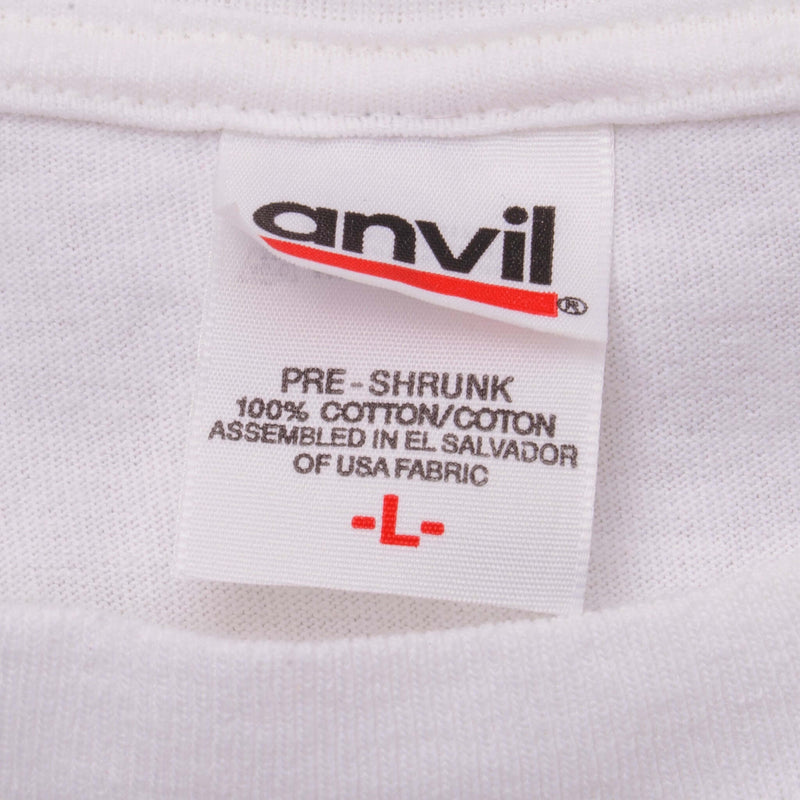 anvil®
PRE-SHRUNK
100% COTTON/COTON
ASSEMBLED IN EL SALVADOR
OF USA FABRIC
-L-